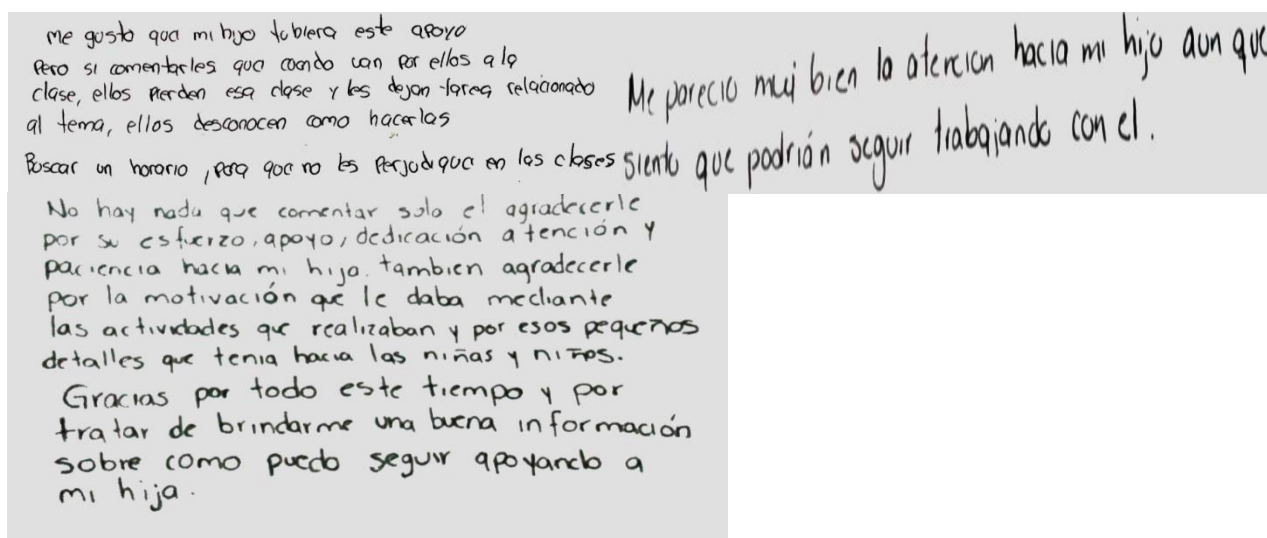 Me gusto que mi hijo tubiera este apoyo
Pero si comentarles que cuando van por ellos a la
clase, ellos pierden esa clase y les dejan tarea relacionado
al tema, ellos desconocen como hacerlas
Buscar un horario, para que no les perjudique en las clases
Me parecio muj bien la atencion hacia mi hijo aun que
siento que podrián seguir trabajando con el.
No hay nada que comentar solo el agradecerle
por su esfuerzo, apoyo, dedicación atención y
paciencia hacia mi hija. tambien agradecerle
por la motivación que le daba mediante
las actividades que realizaban y por esos pequeños
detalles que tenia hacia las niñas y niños.
Gracias por todo este tiempo y por
tratar de brindarme una buena información
sobre como puedo seguir apoyando a
mi hija.